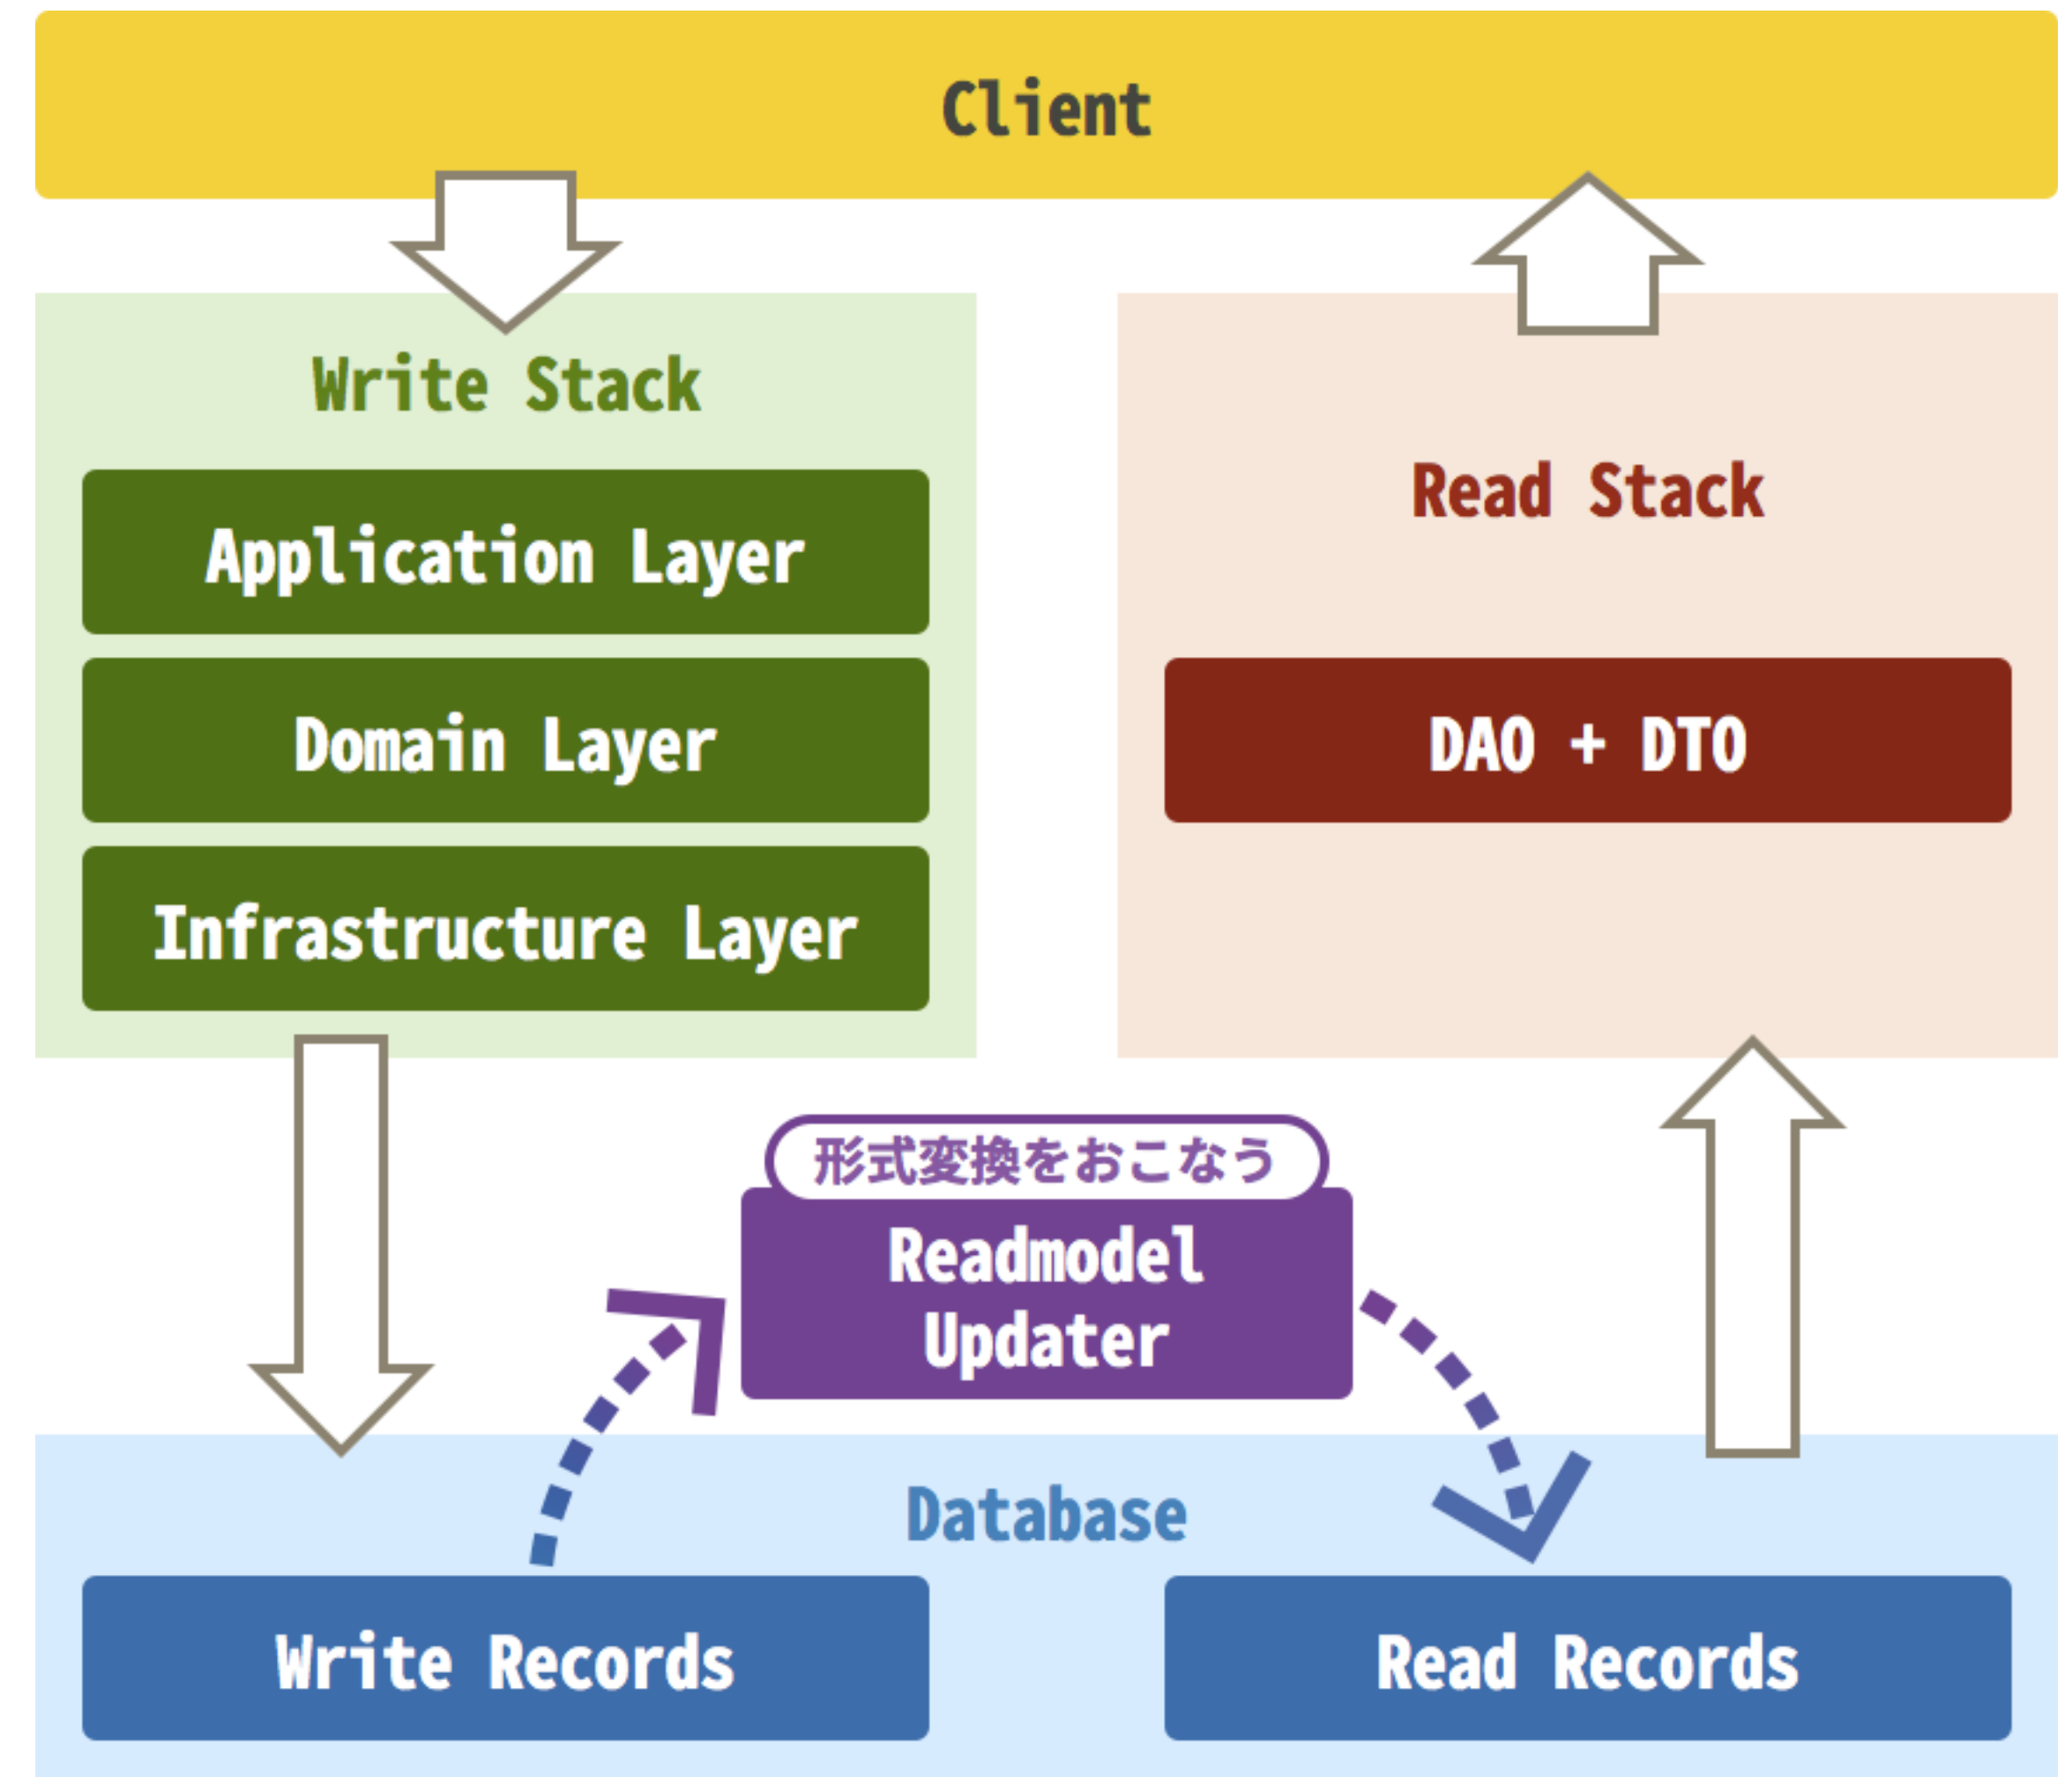 Client
Write Stack
Application Layer
Domain Layer
Infrastructure Layer
Read Stack
DAO + DTO
形式変換をおこなう
Readmodel
Updater
Database
Write Records
Read Records